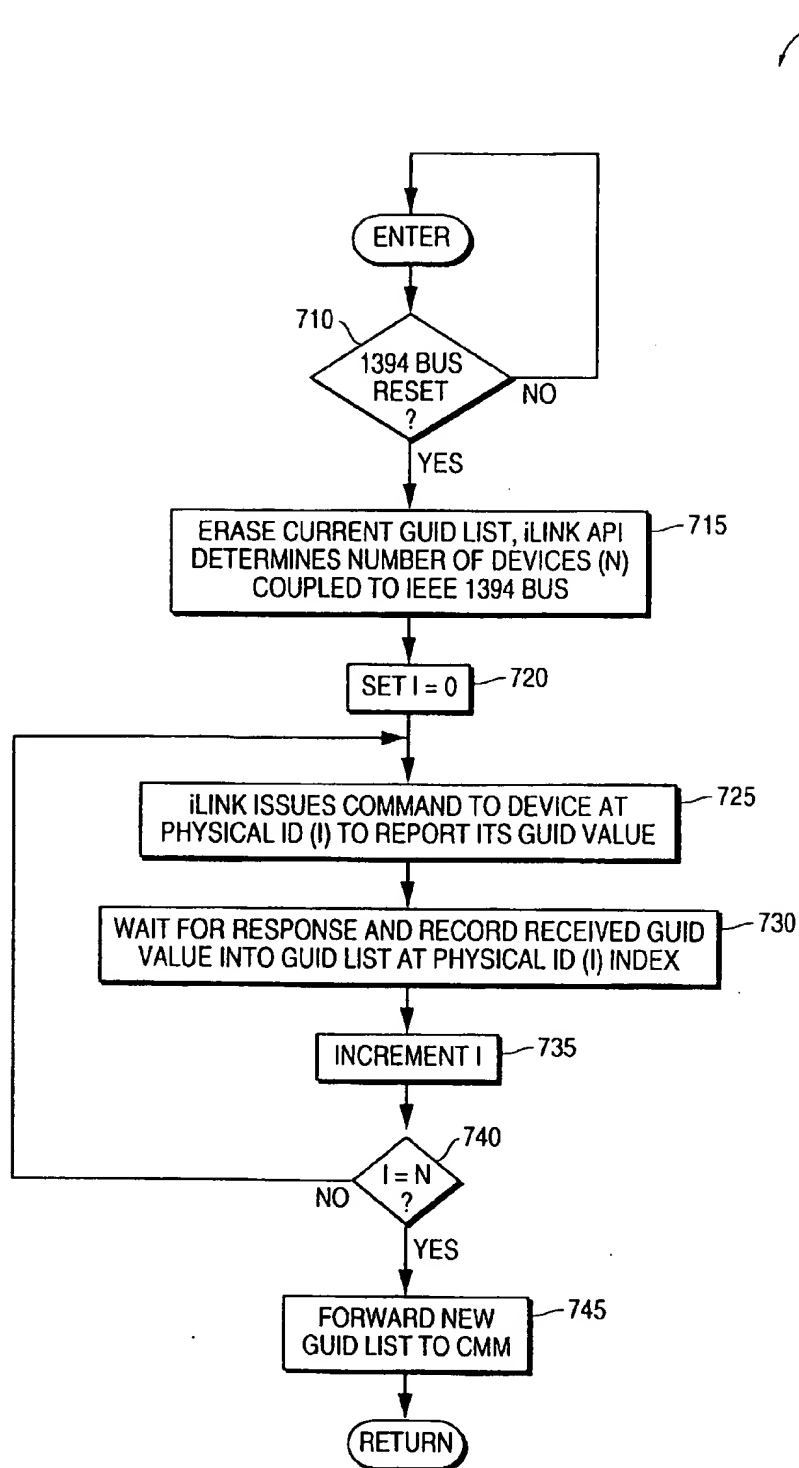 ENTER
710
1394 BUS
RESET
?
NO
YES
ERASE CURRENT GUID LIST, iLINK API
DETERMINES NUMBER OF DEVICES (N)
COUPLED TO IEEE 1394 BUS
715
SET I = 0
720
iLINK ISSUES COMMAND TO DEVICE AT
PHYSICAL ID (I) TO REPORT ITS GUID VALUE
725
WAIT FOR RESPONSE AND RECORD RECEIVED GUID
VALUE INTO GUID LIST AT PHYSICAL ID (I) INDEX
730
INCREMENT I
735
740
I = N
?
NO
YES
FORWARD NEW
GUID LIST TO CMM
745
RETURN